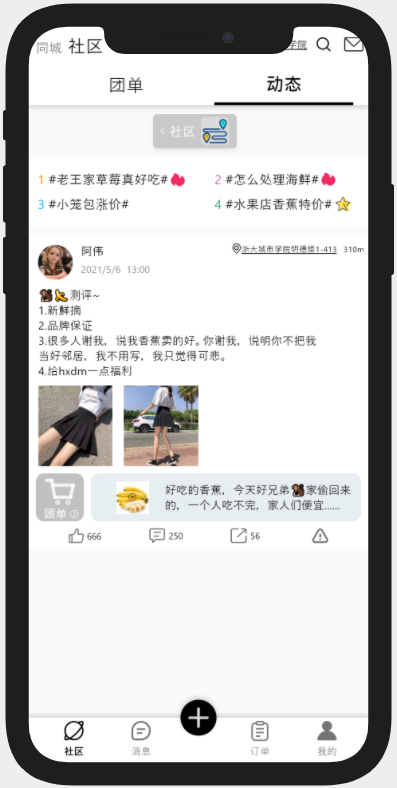 同城 社区
学院
团单 动态
社区
1 #老王家草莓真好吃#
2 #怎么处理海鲜#
3 #小笼包涨价#
4 #水果店香蕉特价#
阿伟
浙大城市学院明德楼1-413 310m
2021/5/6 13:00
测评~
1.新鲜摘
2.品牌保证
3.很多人谢我，说我香蕉卖的好。你谢我，说明你不把我
当好邻居，我不用写，我只觉得可悲。
4.给hxdm一点福利
团单
好吃的香蕉，今天好兄弟家偷回来
的，一个人吃不完，家人们便宜......
666 250 56
社区 消息 订单 我的